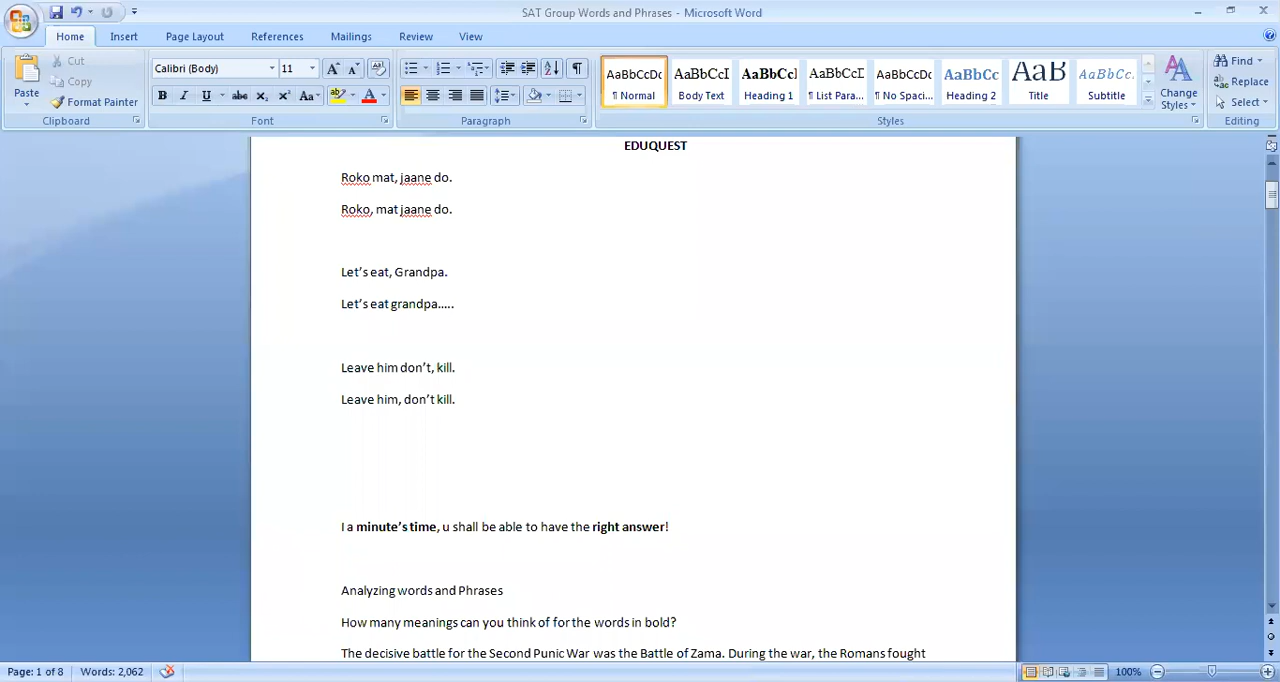 SAT Group Words and Phrases - Microsoft Word
Home Insert Page Layout References Mailings Review View
Paste Cut Copy Format Painter Clipboard
Calibri (Body) 11 Font
Paragraph
AaBbCcDc ¶ Normal
AaBbCcI Body Text
AaBbCcI Heading 1
AaBbCcI ¶ List Para...
AaBbCcDc ¶ No Spaci...
AaBbCc Heading 2
AaB Title
AaBbCc. Subtitle
Change Styles Styles
Find Replace Select Editing
EDUQUEST
Roko mat, jaane do.
Roko, mat jaane do.
Let’s eat, Grandpa.
Let’s eat grandpa…..
Leave him don’t, kill.
Leave him, don’t kill.
I a minute’s time, u shall be able to have the right answer!
Analyzing words and Phrases
How many meanings can you think of for the words in bold?
The decisive battle for the Second Punic War was the Battle of Zama. During the war, the Romans fought
Page: 1 of 8 Words: 2,062 100%